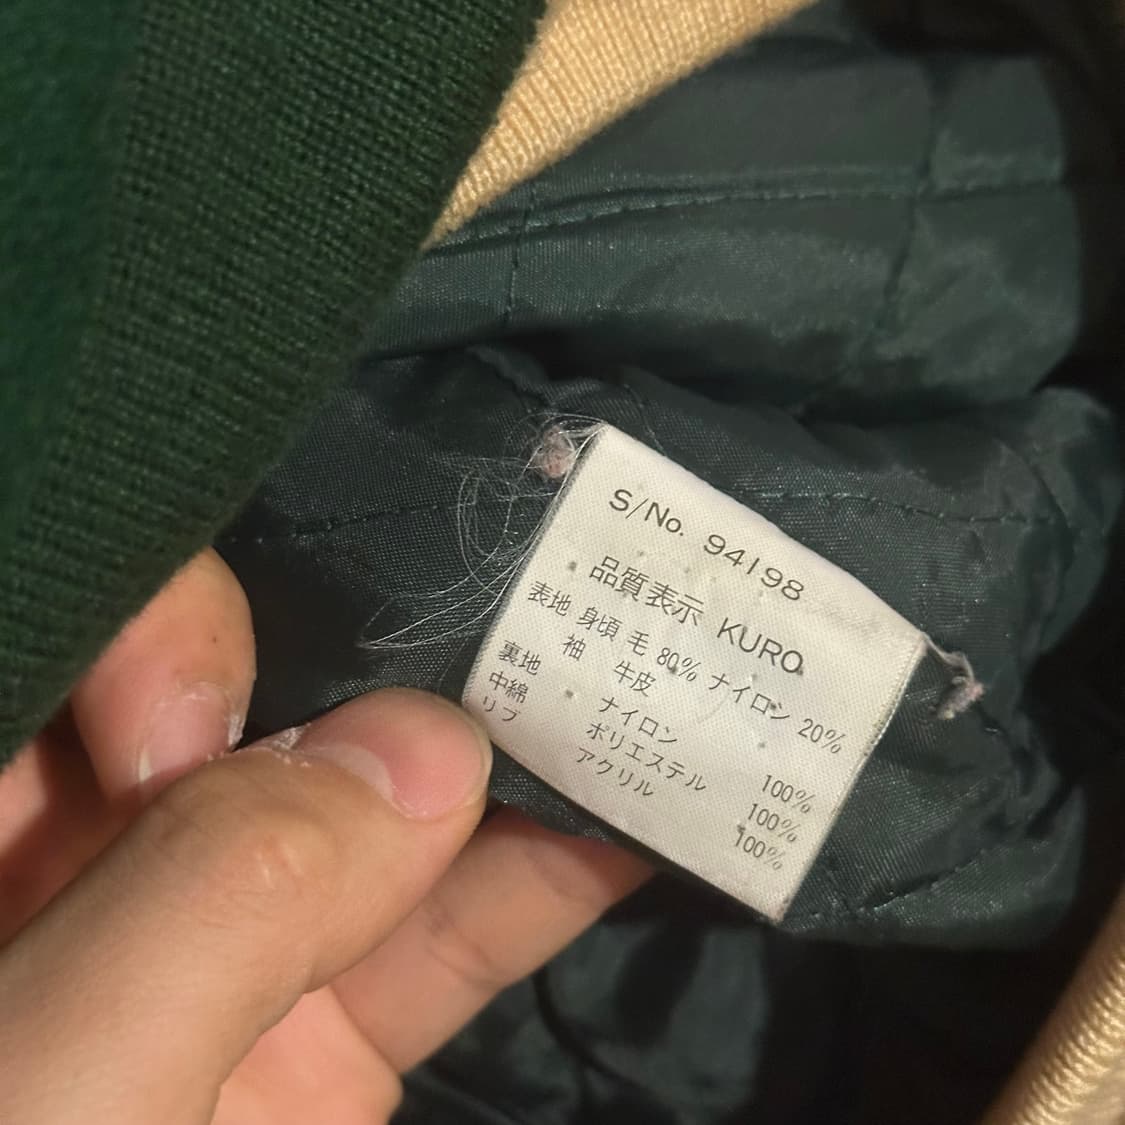 S/No. 94198
品質表示 KURO
表地 身頃 毛 80% ナイロン 20%
袖 牛皮
裏地 ナイロン 100%
中綿 ポリエステル 100%
リブ アクリル 100%